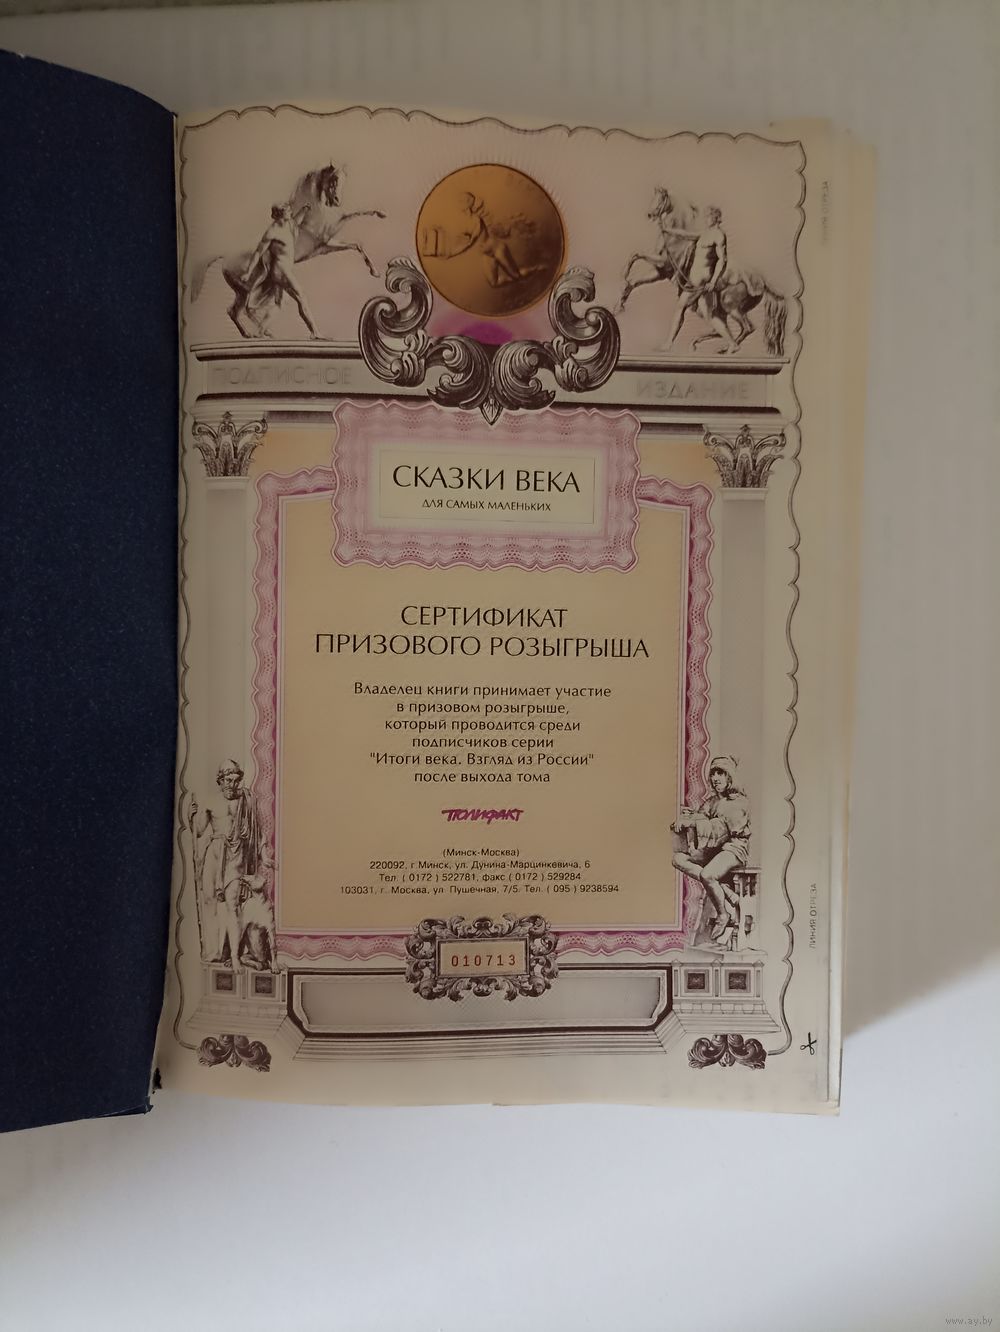 ЛИНИЯ ОТРЕЗА
ПОДПИСНОЕ ИЗДАНИЕ
СКАЗКИ ВЕКА
ДЛЯ САМЫХ МАЛЕНЬКИХ
СЕРТИФИКАТ
ПРИЗОВОГО РОЗЫГРЫША
Владелец книги принимает участие
в призовом розыгрыше,
который проводится среди
подписчиков серии
"Итоги века. Взгляд из России"
после выхода тома
ПОЛИФАКТ
(Минск-Москва)
220092, г. Минск, ул. Дунина-Марцинкевича, 6
Тел. ( 0172 ) 522781, факс ( 0172 ) 529284
103031, г. Москва, ул. Пушечная, 7/5. Тел. ( 095 ) 9238594
ЛИНИЯ ОТРЕЗА
010713
www.ay.by